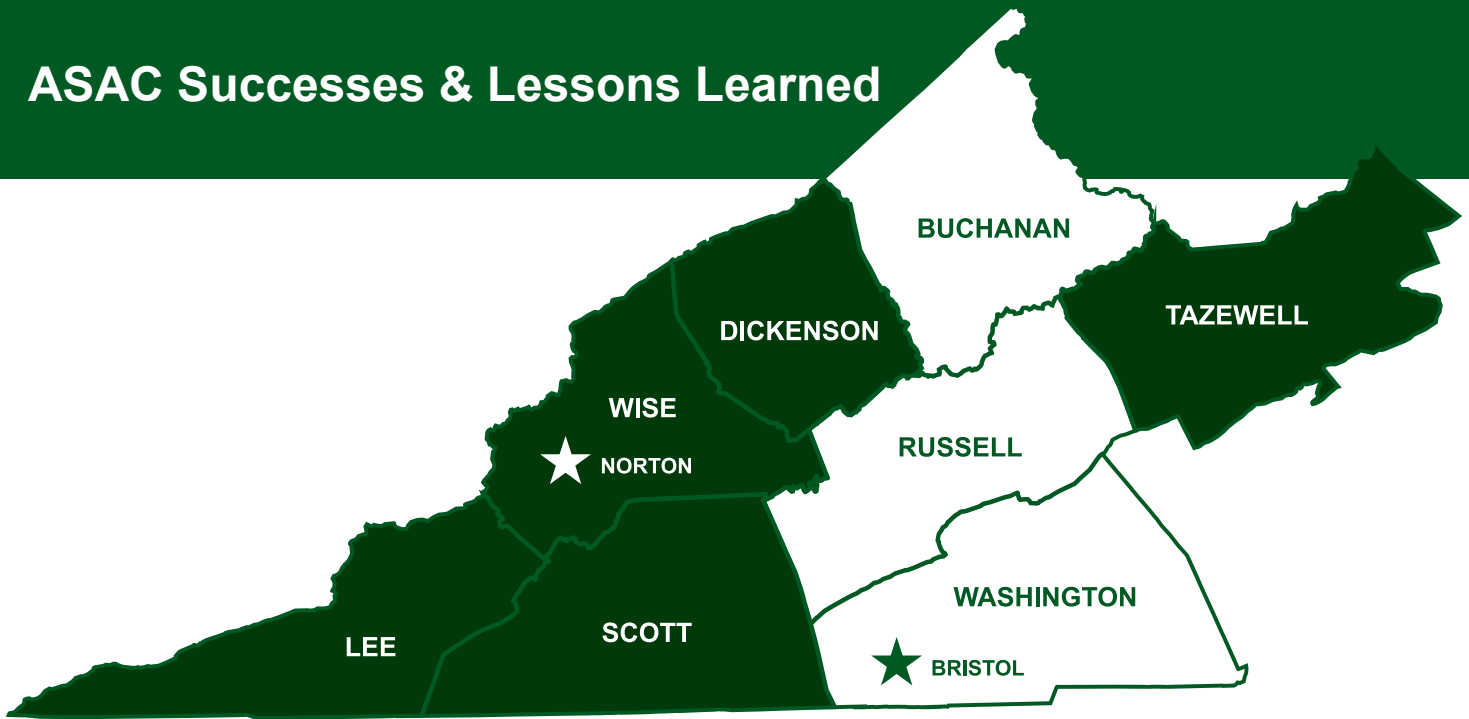 ASAC Successes & Lessons Learned
BUCHANAN
TAZEWELL
DICKENSON
WISE
RUSSELL
NORTON
WASHINGTON
SCOTT
LEE
BRISTOL